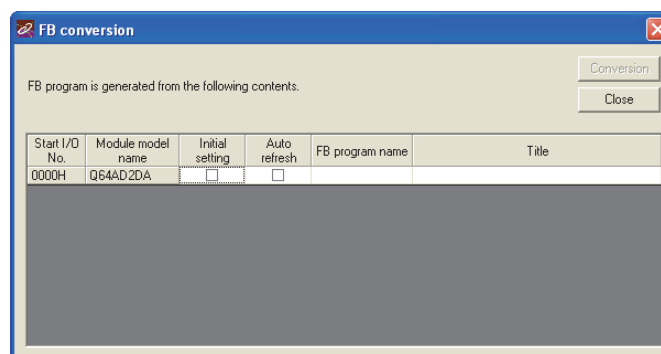 FB conversion
Conversion
FB program is generated from the following contents.
Close
Start I/O No. Module model name Initial setting Auto refresh FB program name Title
0000H Q64AD2DA